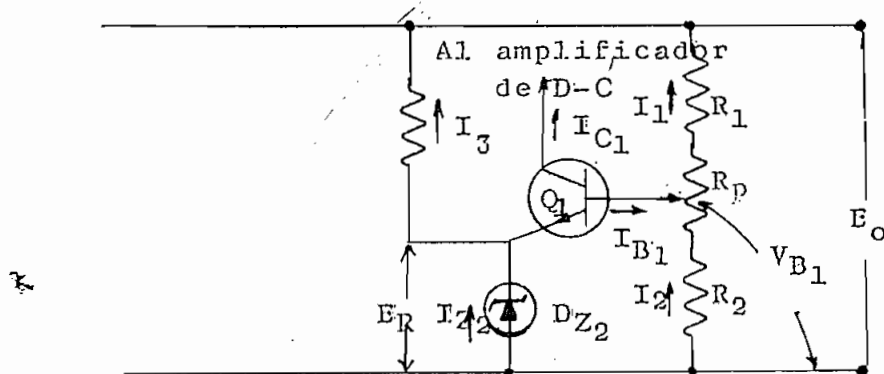 Al amplificador
de D-C
I3
IC1
I1
R1
Q1
Rp
IB1
VB1
Eo
ER
IZ2
DZ2
I2
R2